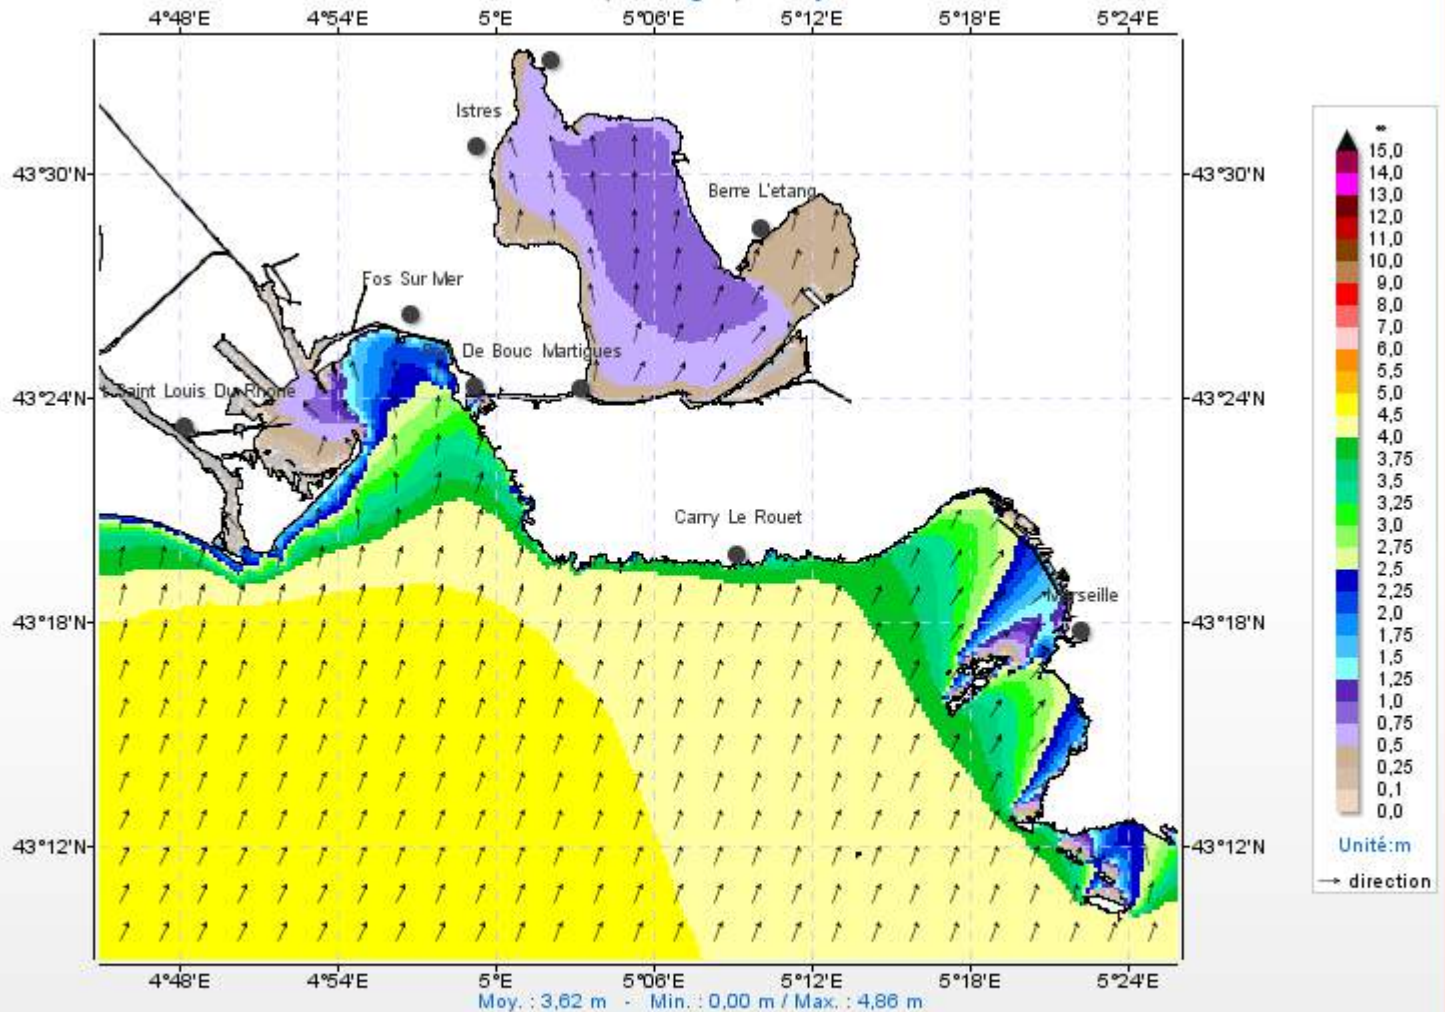 4°48'E 4°54'E 5°E 5°06'E 5°12'E 5°18'E 5°24'E
Istres
43°30'N 43°30'N
Berre L'etang
Fos Sur Mer
De Bouc Martigues
Saint Louis Du Rhone
43°24'N 43°24'N
Carry Le Rouet
Marseille
43°18'N 43°18'N
43°12'N 43°12'N
4°48'E 4°54'E 5°E 5°06'E 5°12'E 5°18'E 5°24'E
Moy. : 3,62 m - Min. : 0,00 m / Max. : 4,86 m
∞
15,0
14,0
13,0
12,0
11,0
10,0
9,0
8,0
7,0
6,0
5,5
5,0
4,5
4,0
3,75
3,5
3,25
3,0
2,75
2,5
2,25
2,0
1,75
1,5
1,25
1,0
0,75
0,5
0,25
0,1
0,0
Unité:m
→ direction